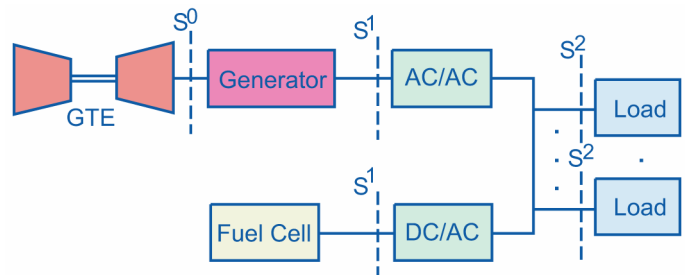 S⁰
S¹
S²
Generator
AC/AC
Load
GTE
S²
S¹
Load
Fuel Cell
DC/AC